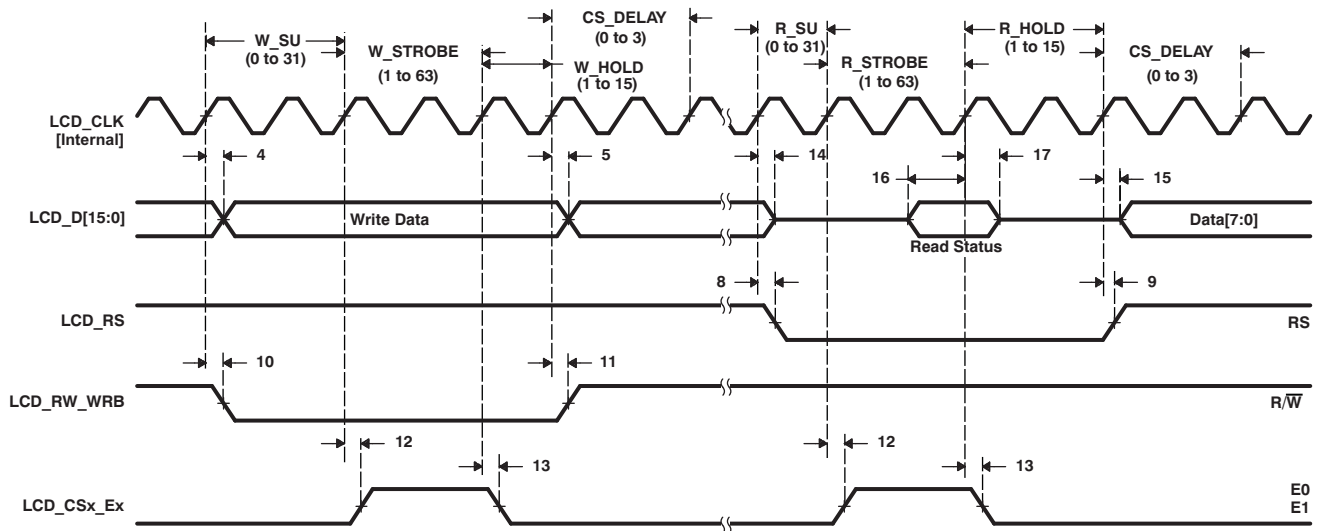 CS_DELAY
(0 to 3)
W_SU
(0 to 31)
W_STROBE
(1 to 63)
W_HOLD
(1 to 15)
R_SU
(0 to 31)
R_STROBE
(1 to 63)
R_HOLD
(1 to 15)
CS_DELAY
(0 to 3)
LCD_CLK
[Internal]
4
5
14
17
16
15
LCD_D[15:0]
Write Data
Read Status
Data[7:0]
8
9
LCD_RS
RS
10
11
LCD_RW_WRB
R/W̅
12
13
12
13
LCD_CSx_Ex
E0
E1